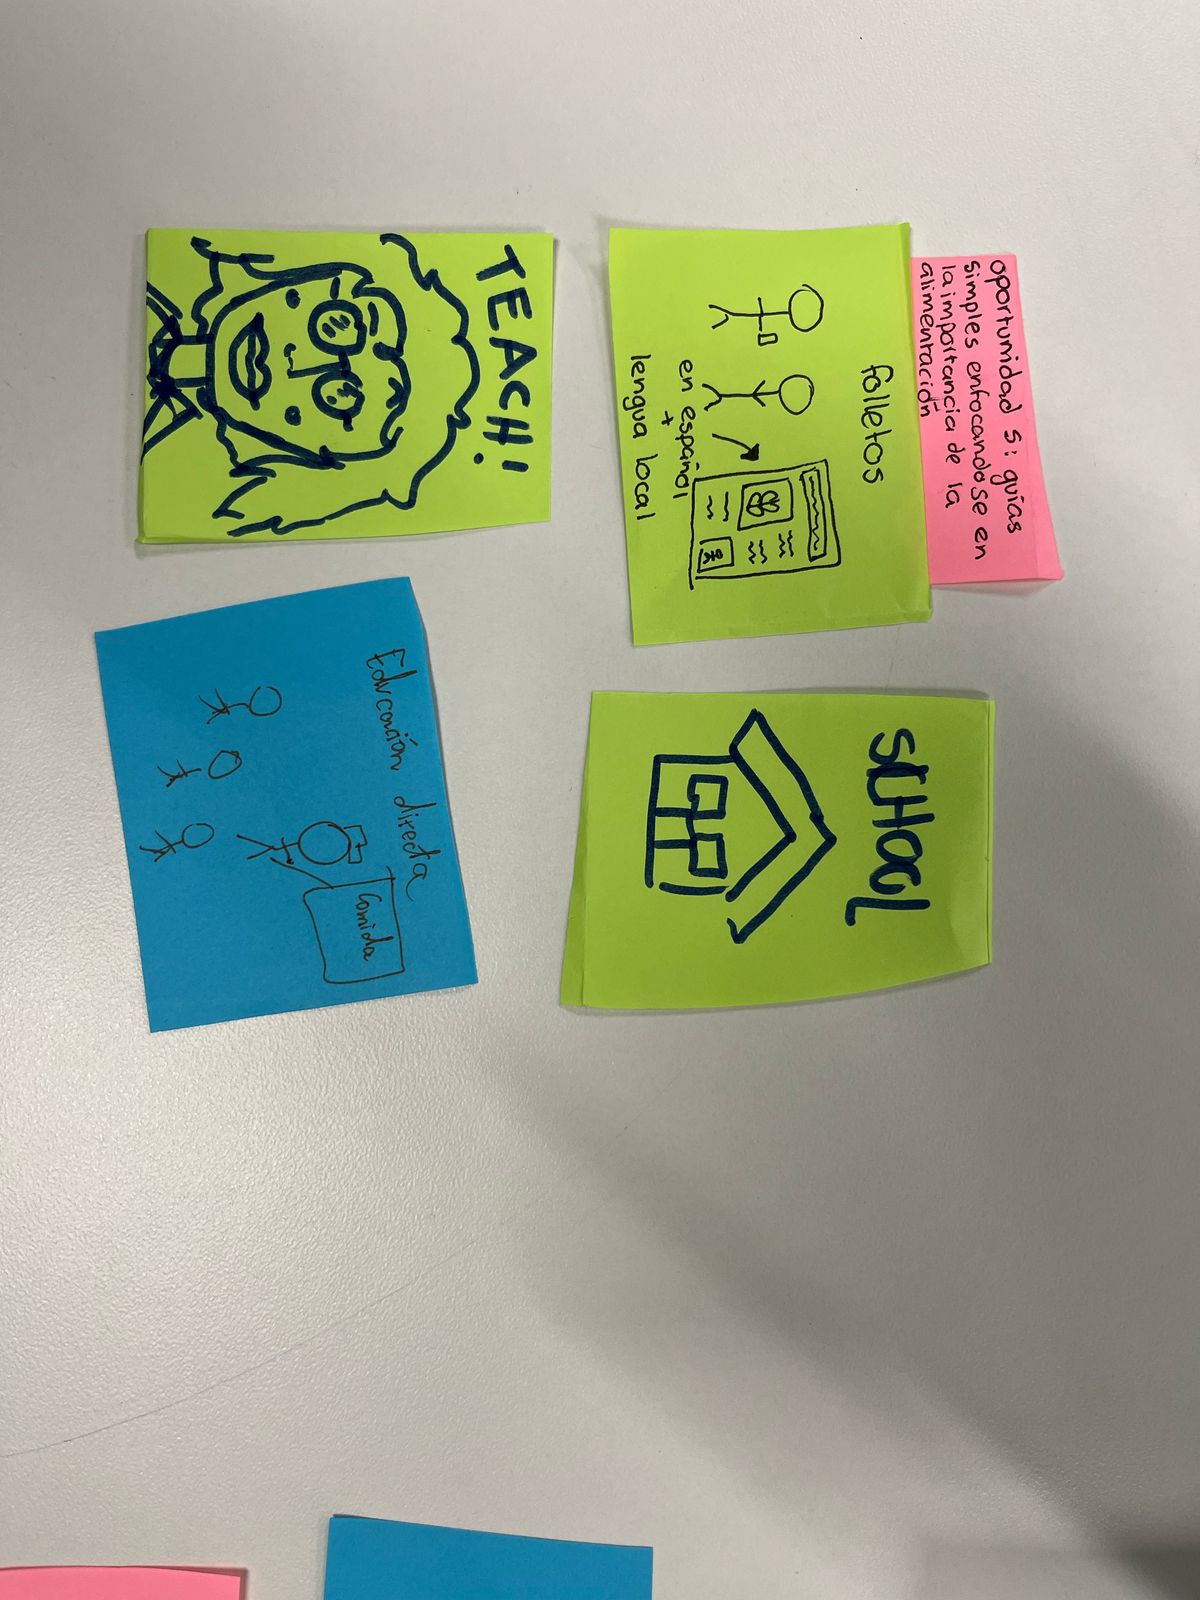 oportunidad 5: guías
simples enfocandose en
la importancia de la
alimentación
folletos
en español
+
lengua local
SCHOOL
TEACH!
Educación directa
Comida